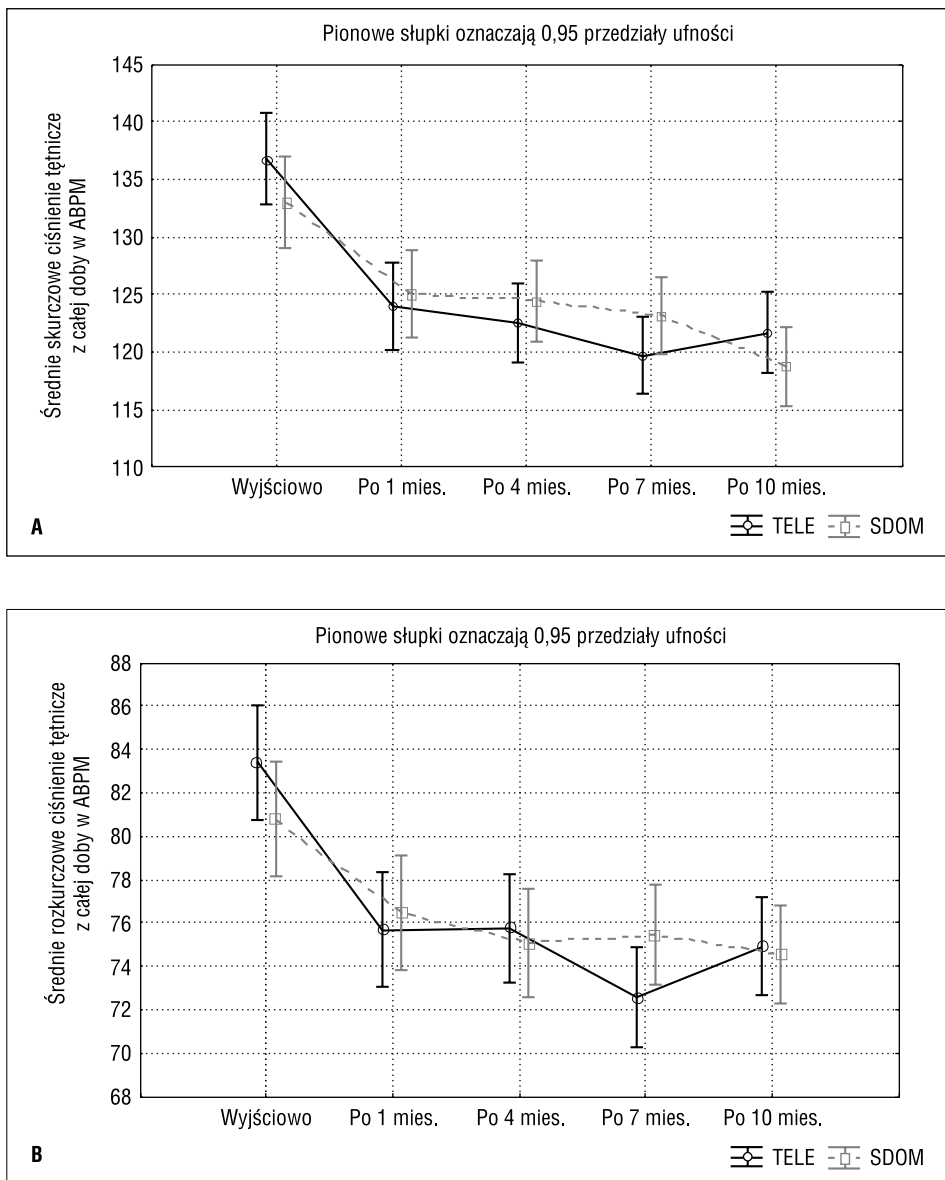 Pionowe słupki oznaczają 0,95 przedziały ufności
Średnie skurczowe ciśnienie tętnicze
z całej doby w ABPM
145
140
135
130
125
120
115
110
Wyjściowo Po 1 mies. Po 4 mies. Po 7 mies. Po 10 mies.
A
TELE SDOM
Pionowe słupki oznaczają 0,95 przedziały ufności
Średnie rozkurczowe ciśnienie tętnicze
z całej doby w ABPM
88
86
84
82
80
78
76
74
72
70
68
Wyjściowo Po 1 mies. Po 4 mies. Po 7 mies. Po 10 mies.
B
TELE SDOM